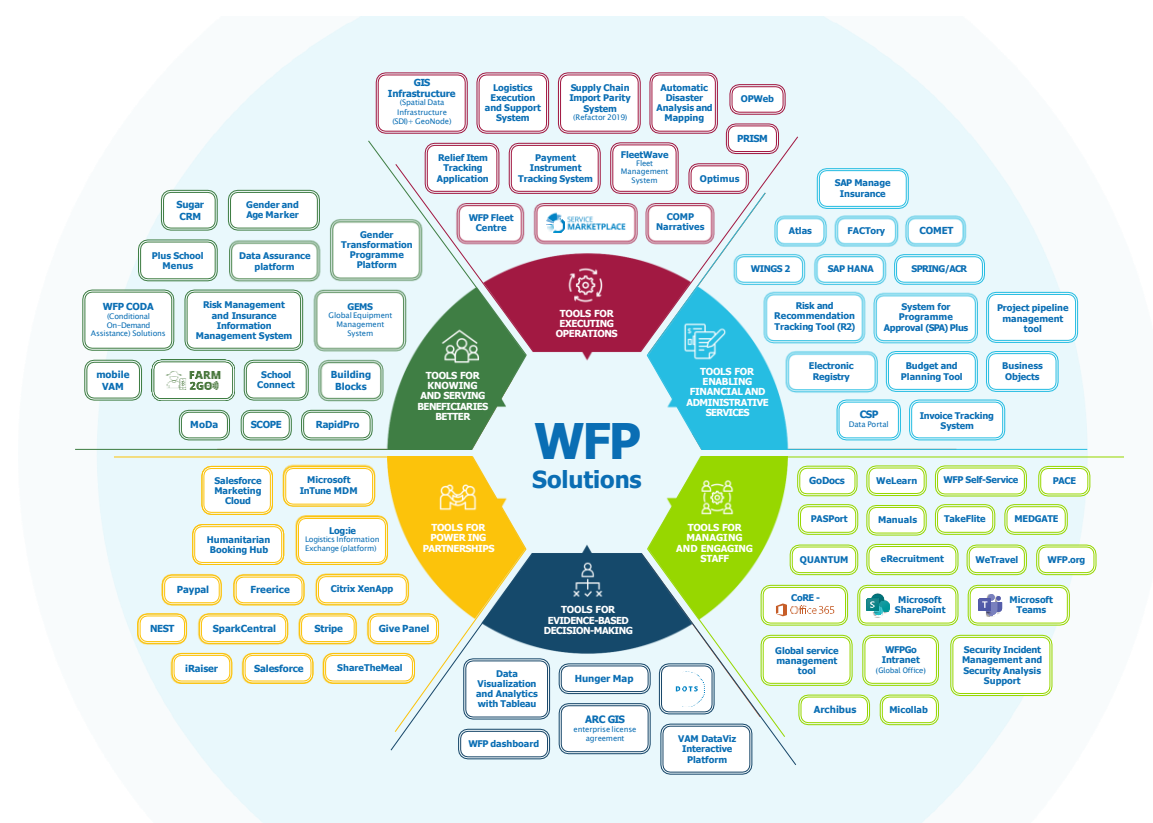 GIS
Infrastructure
(Spatial Data
Infrastructure
(SDI)+ GeoNode)
Logistics
Execution
and Support
System
Supply Chain
Import Parity
System
(Refactor 2019)
Automatic
Disaster
Analysis and
Mapping
OPWeb
PRISM
Relief Item
Tracking
Application
Payment
Instrument
Tracking System
FleetWave
Fleet
Management
System
Optimus
WFP Fleet
Centre
SERVICE
MARKETPLACE
COMP
Narratives
TOOLS FOR
EXECUTING
OPERATIONS
Sugar
CRM
Gender and
Age Marker
Gender
Transformation
Programme
Platform
Plus School
Menus
Data Assurance
platform
WFP CODA
(Conditional
On-Demand
Assistance) Solutions
Risk Management
and Insurance
Information
Management System
GEMS
Global Equipment
Management
System
mobile
VAM
FARM
2GO
School
Connect
Building
Blocks
MoDa
SCOPE
RapidPro
TOOLS FOR
KNOWING
AND SERVING
BENEFICIARIES
BETTER
SAP Manage
Insurance
Atlas
FACTory
COMET
WINGS 2
SAP HANA
SPRING/ACR
Risk and
Recommendation
Tracking Tool (R2)
System for
Programme
Approval (SPA) Plus
Project pipeline
management
tool
Electronic
Registry
Budget and
Planning Tool
Business
Objects
CSP
Data Portal
Invoice Tracking
System
TOOLS FOR
ENABLING
FINANCIAL AND
ADMINISTRATIVE
SERVICES
WFP
Solutions
Salesforce
Marketing
Cloud
Microsoft
InTune MDM
Humanitarian
Booking Hub
Log:ie
Logistics Information
Exchange (platform)
Paypal
Freerice
Citrix XenApp
NEST
SparkCentral
Stripe
Give Panel
iRaiser
Salesforce
ShareTheMeal
TOOLS FOR
POWER ING
PARTNERSHIPS
TOOLS FOR
EVIDENCE-BASED
DECISION-MAKING
Data
Visualization
and Analytics
with Tableau
Hunger Map
DOTS
WFP dashboard
ARC GIS
enterprise license
agreement
VAM DataViz
Interactive
Platform
TOOLS FOR
MANAGING
AND ENGAGING
STAFF
GoDocs
WeLearn
WFP Self-Service
PACE
PASPort
Manuals
TakeFlite
MEDGATE
QUANTUM
eRecruitment
WeTravel
WFP.org
CoRE -
Office 365
S
Microsoft
SharePoint
T
Microsoft
Teams
Global service
management
tool
WFPGo
Intranet
(Global Office)
Security Incident
Management and
Security Analysis
Support
Archibus
Micollab